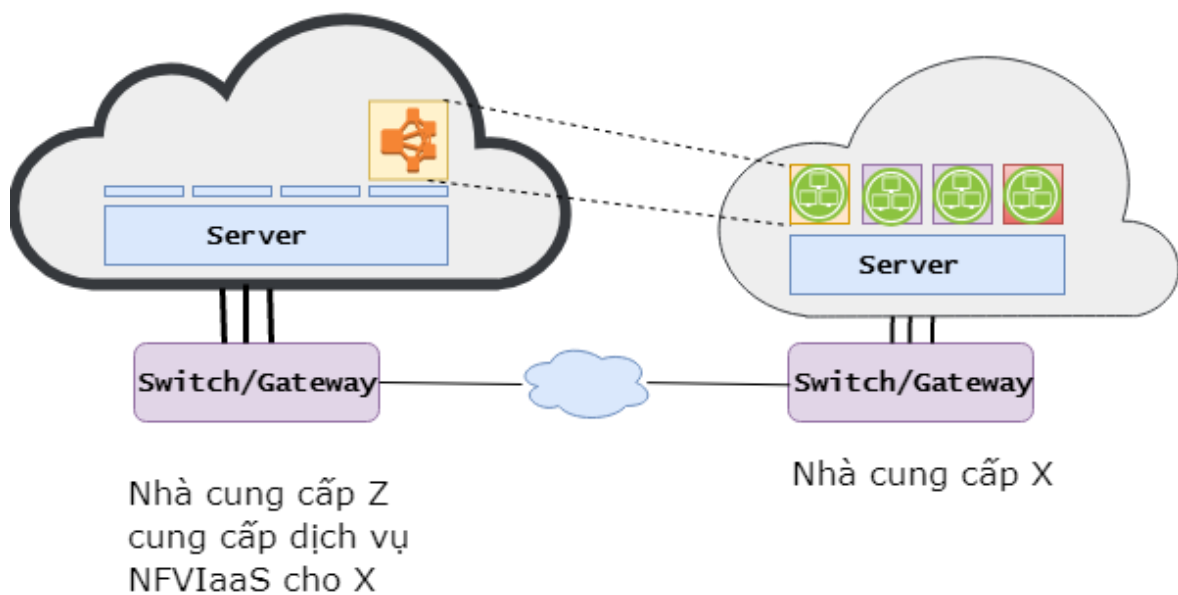 Server
Server
Switch/Gateway
Switch/Gateway
Nhà cung cấp Z
cung cấp dịch vụ
NFVIaaS cho X
Nhà cung cấp X